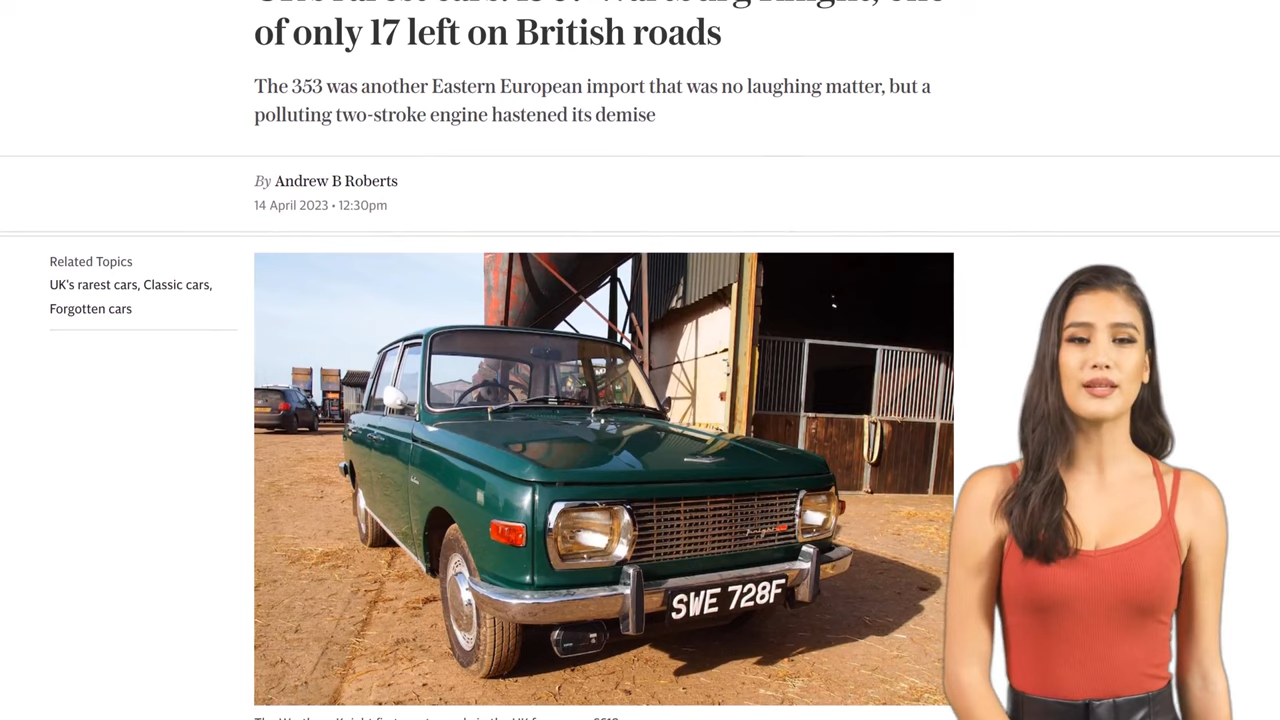 of only 17 left on British roads
The 353 was another Eastern European import that was no laughing matter, but a
polluting two-stroke engine hastened its demise
By Andrew B Roberts
14 April 2023 • 12:30pm
Related Topics
UK's rarest cars, Classic cars,
Forgotten cars
SWE 728F